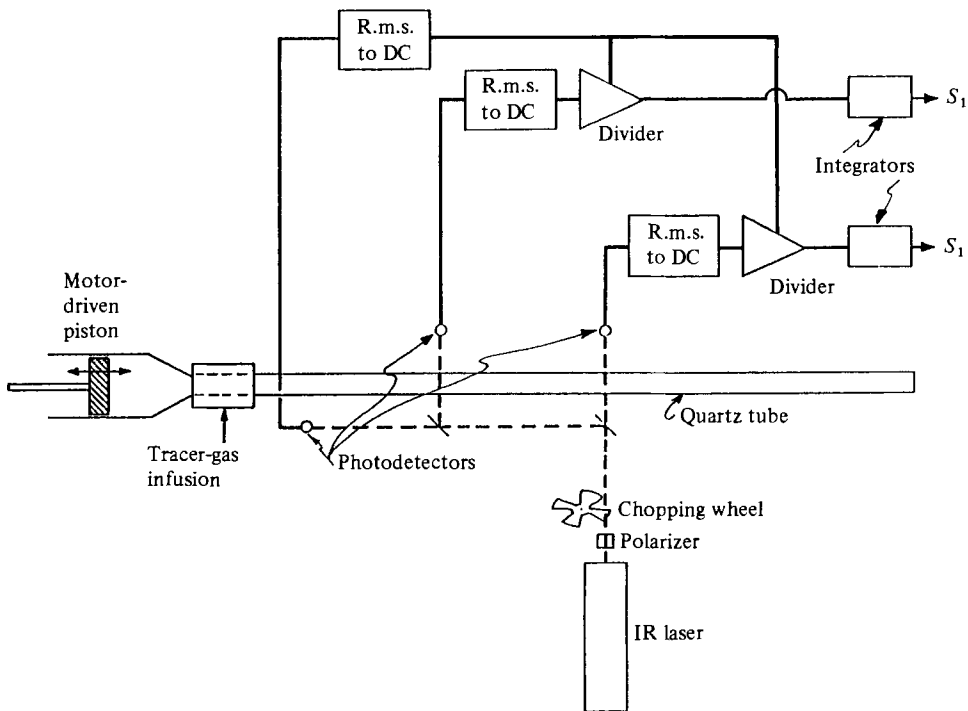 R.m.s.
to DC
R.m.s.
to DC
Divider
S₁
Integrators
R.m.s.
to DC
Divider
S₁
Motor-
driven
piston
Quartz tube
Tracer-gas
infusion
Photodetectors
Chopping wheel
Polarizer
IR laser